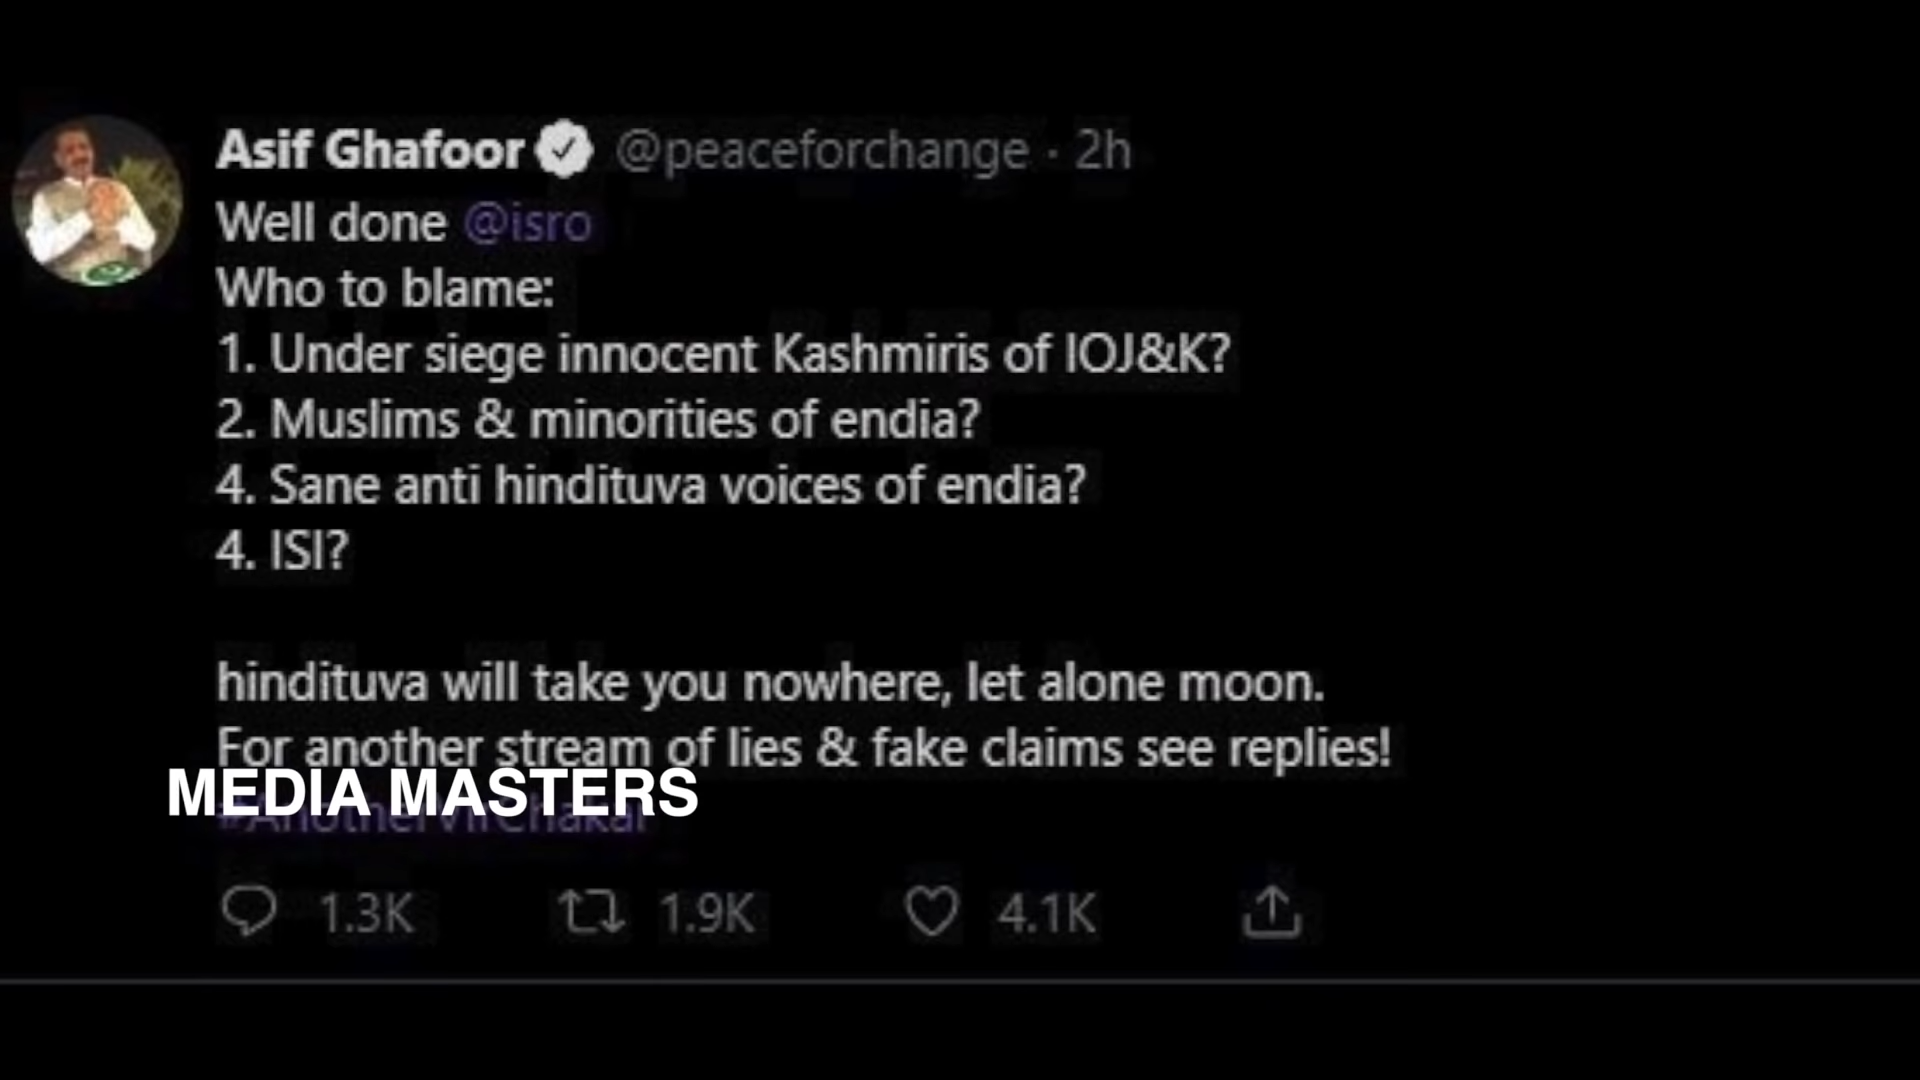 Asif Ghafoor @peaceforchange · 2h
Well done @isro
Who to blame:
1. Under siege innocent Kashmiris of IOJ&K?
2. Muslims & minorities of endia?
4. Sane anti hindituva voices of endia?
4. ISI?
hindituva will take you nowhere, let alone moon.
For another stream of lies & fake claims see replies!
MEDIA MASTERS
#AnotherVirChakar
1.3K 1.9K 4.1K